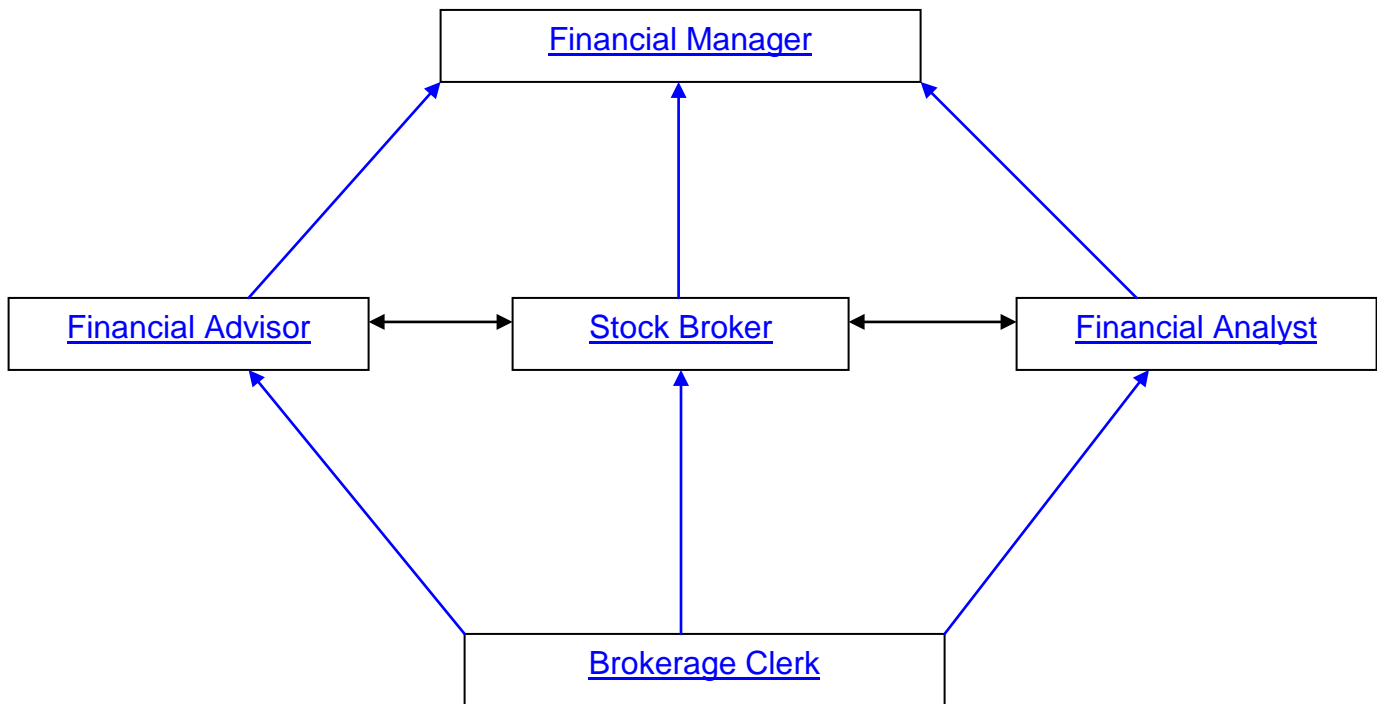 Financial Manager
Financial Advisor
Stock Broker
Financial Analyst
Brokerage Clerk